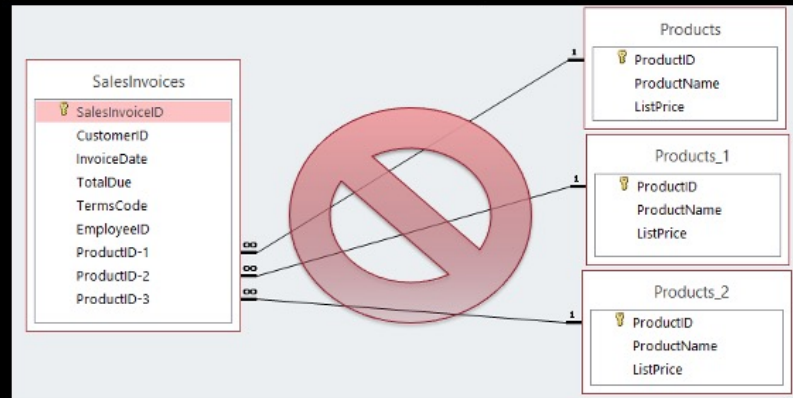 SalesInvoices
SalesInvoiceID
CustomerID
InvoiceDate
TotalDue
TermsCode
EmployeeID
ProductID-1
ProductID-2
ProductID-3
∞
∞
∞
1
1
1
Products
ProductID
ProductName
ListPrice
Products_1
ProductID
ProductName
ListPrice
Products_2
ProductID
ProductName
ListPrice